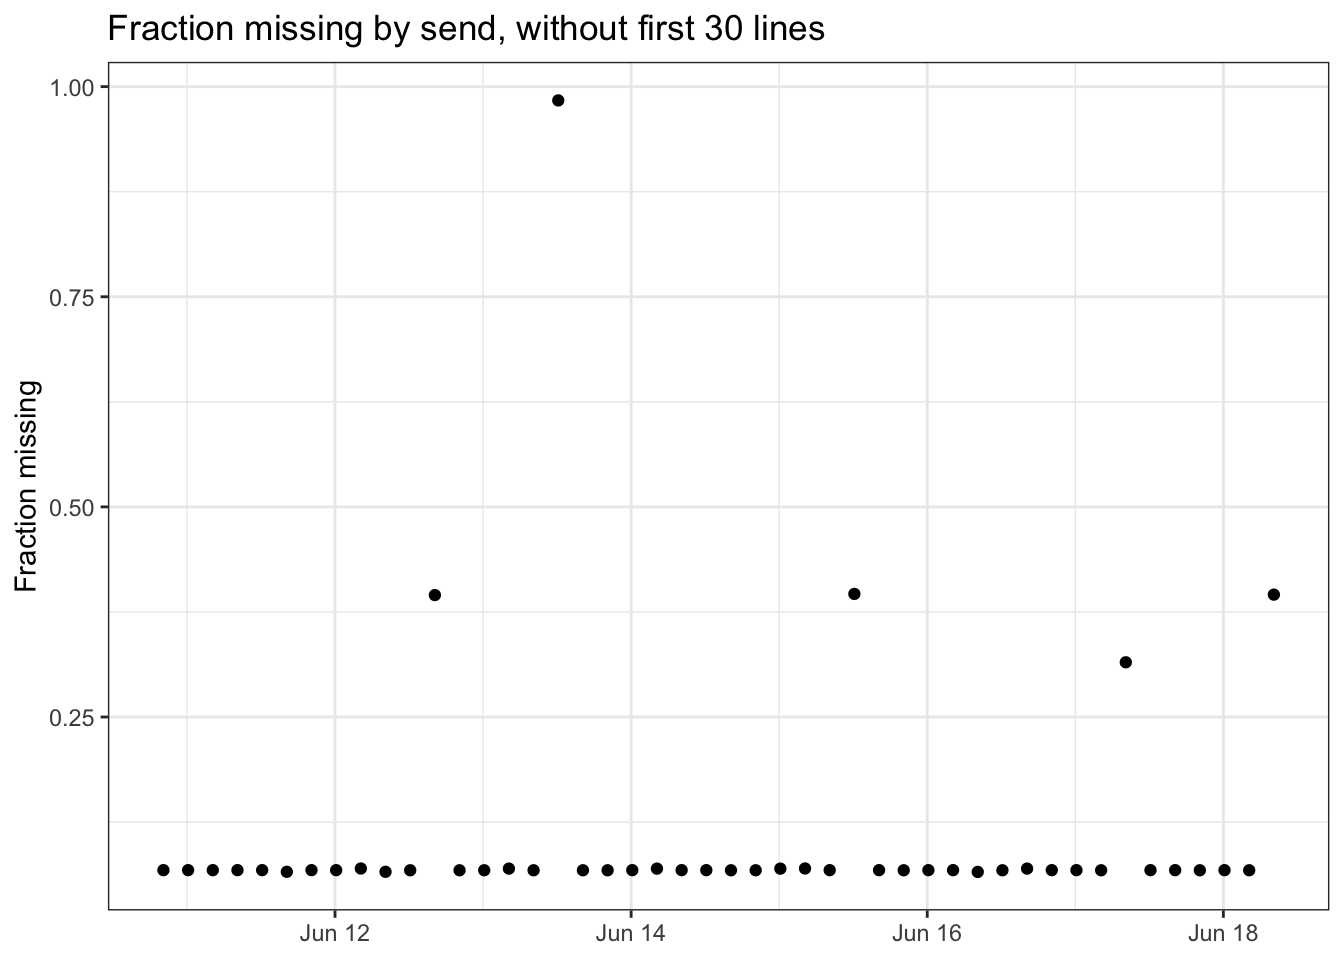 Fraction missing by send, without first 30 lines
1.00
0.75
0.50
0.25
Fraction missing
Jun 12
Jun 14
Jun 16
Jun 18